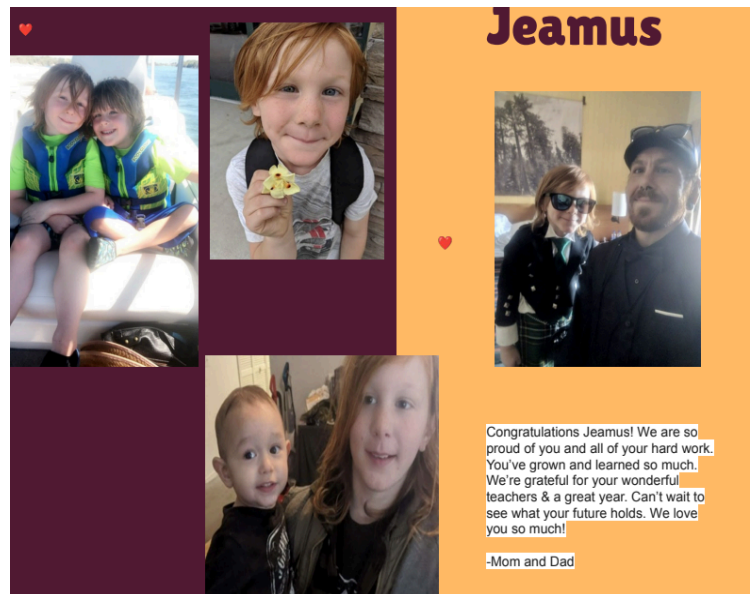 Jeamus
Congratulations Jeamus! We are so
proud of you and all of your hard work.
You've grown and learned so much.
We're grateful for your wonderful
teachers & a great year. Can't wait to
see what your future holds. We love
you so much!
-Mom and Dad